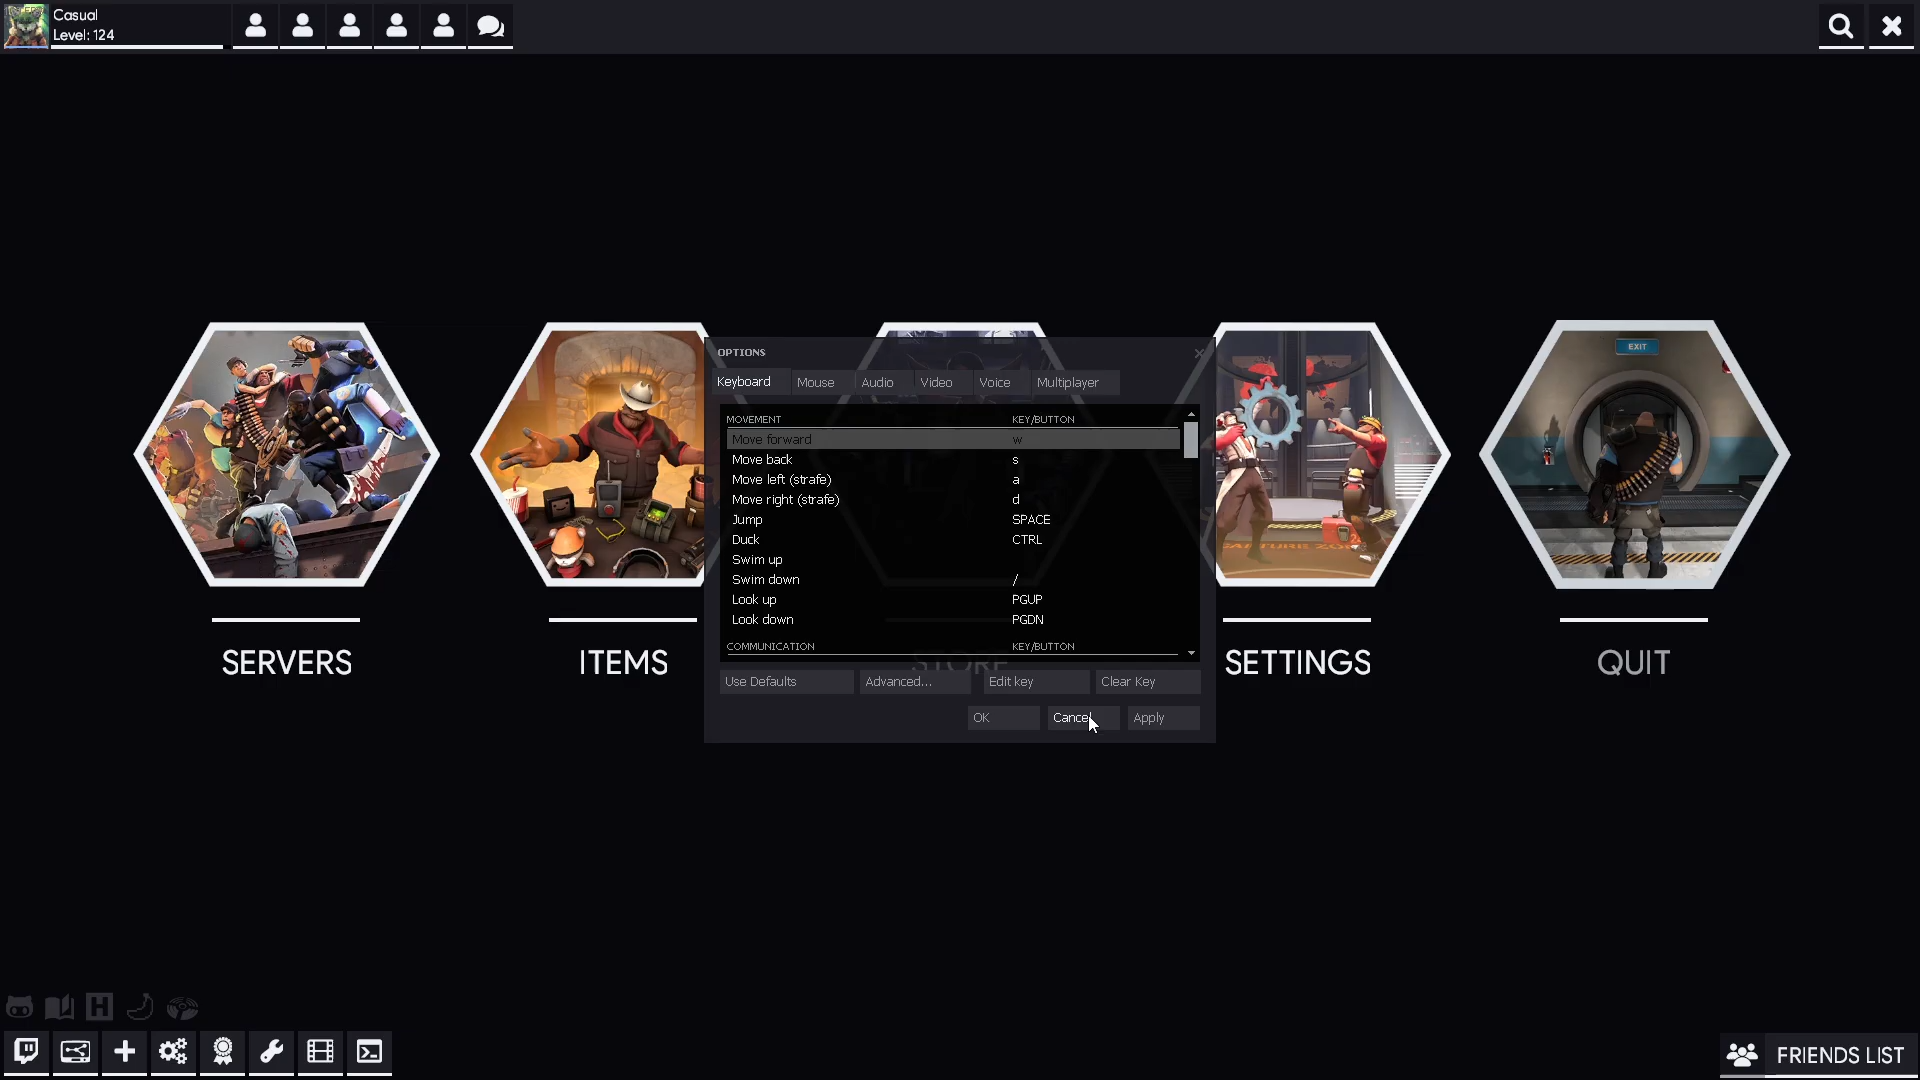 Casual
Level: 124
OPTIONS
Keyboard Mouse Audio Video Voice Multiplayer
MOVEMENT KEY/BUTTON
Move forward w
Move back s
Move left (strafe) a
Move right (strafe) d
Jump SPACE
Duck CTRL
Swim up
Swim down /
Look up PGUP
Look down PGDN
COMMUNICATION KEY/BUTTON
Use Defaults Advanced... Edit key Clear Key
OK Cancel Apply
EXIT
SERVERS
ITEMS
STORE
SETTINGS
QUIT
H
FRIENDS LIST